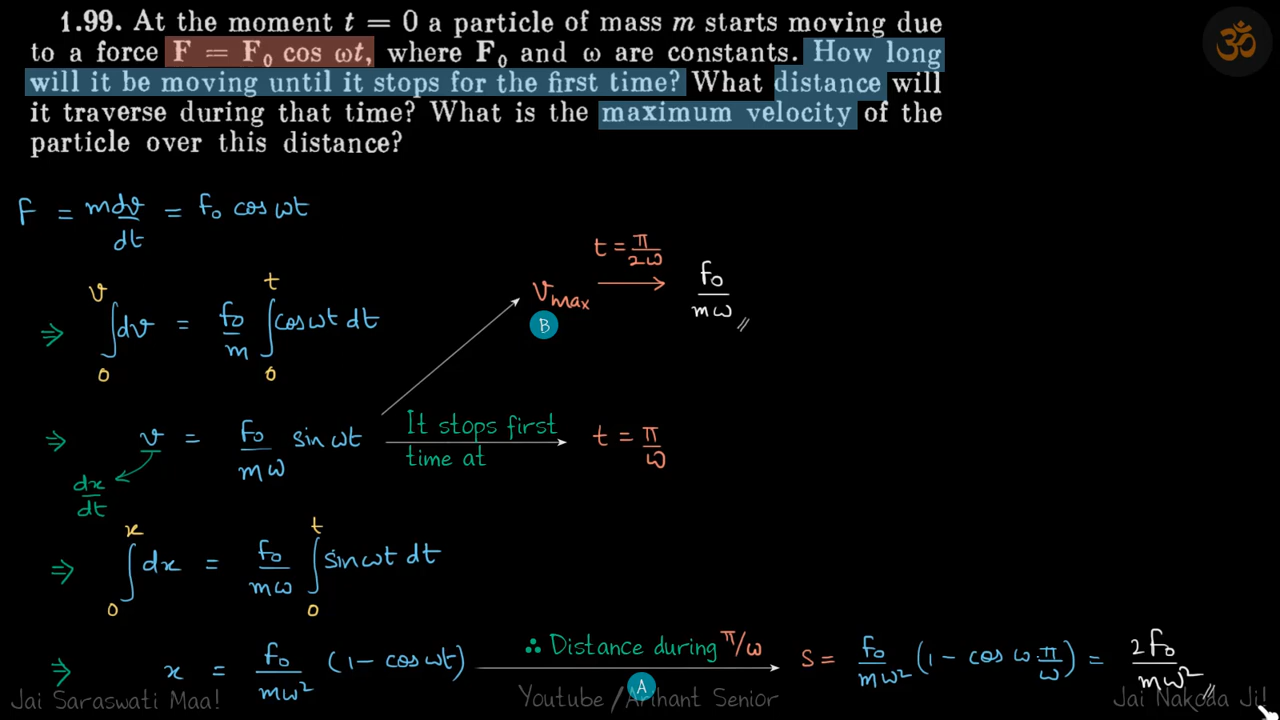 1.99. At the moment t = 0 a particle of mass m starts moving due
to a force F = F₀ cos ωt, where F₀ and ω are constants. How long
will it be moving until it stops for the first time? What distance will
it traverse during that time? What is the maximum velocity of the
particle over this distance?
ॐ
F = m dv/dt = F₀ cos ωt
⇒ ∫₀ᵛ dv = F₀/m ∫₀ᵗ cos ωt dt
v_max
B
t = π/2ω
F₀/mω //
⇒ v = F₀/mω sin ωt
dx/dt
It stops first
time at
t = π/ω
⇒ ∫₀ˣ dx = F₀/mω ∫₀ᵗ sin ωt dt
⇒ x = F₀/mω² (1 - cos ωt)
∴ Distance during π/ω
A
S = F₀/mω² (1 - cos ω π/ω) = 2F₀/mω² //
Jai Saraswati Maa!
Youtube / Arihant Senior
Jai Nakoda Ji!